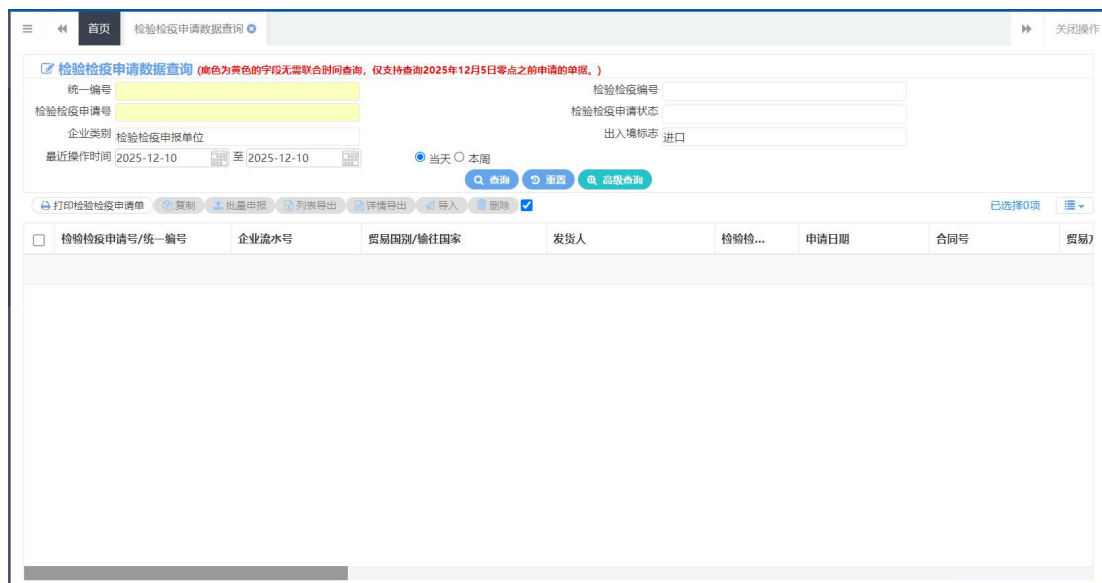 首页 检验检疫申请数据查询 关闭操作
检验检疫申请数据查询 (底色为黄色的字段无需联合时间查询，仅支持查询2025年12月5日零点之前申请的单据。)
统一编号 检验检疫编号
检验检疫申请号 检验检疫申请状态
企业类别 检验检疫申报单位 出入境标志 进口
最近操作时间 2025-12-10 至 2025-12-10 当天 本周
查询 重置 高级查询
打印检验检疫申请单 复制 批量申报 列表导出 详情导出 导入 删除 已选择0项
检验检疫申请号/统一编号 企业流水号 贸易国别/输往国家 发货人 检验检... 申请日期 合同号 贸易